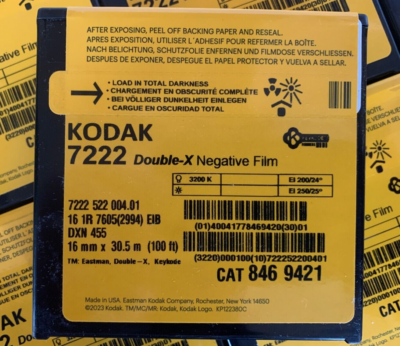 AFTER EXPOSING, PEEL OFF BACKING PAPER AND RESEAL.
APRES EXPOSITION, UTILISER L'ADHESIF POUR REFERMER LA BOÎTE.
NACH BELICHTUNG, SCHUTZFOLIE ENFERNEN UND FILMDOSE VERSCHLIESSEN.
DESPUES DE EXPONER, DESPEGUE EL PAPEL PROTECTOR Y VUELVA A SELLAR.
• LOAD IN TOTAL DARKNESS
• CHARGEMENT EN OBSCURITÉ COMPLÈTE
• BEI VÖLLIGER DUNKELHEIT EINLEGEN
• CARGUE EN OSCURIDAD TOTAL
KODAK
7222 Double-X Negative Film
3200 K EI 200/24°
EI 250/25°
7222 522 004.01
16 1R 7605(2994) EIB
DXN 455
16 mm x 30.5 m (100 ft)
TM: Eastman, Double-X, Keykode
(01)40041778469420(30)01
(3220)000100(10)722252200401
CAT 846 9421
Made in USA. Eastman Kodak Company, Rochester, New York 14650
©2023 Kodak. TM/MC/MR: Kodak, Kodak Logo. KP12238DC